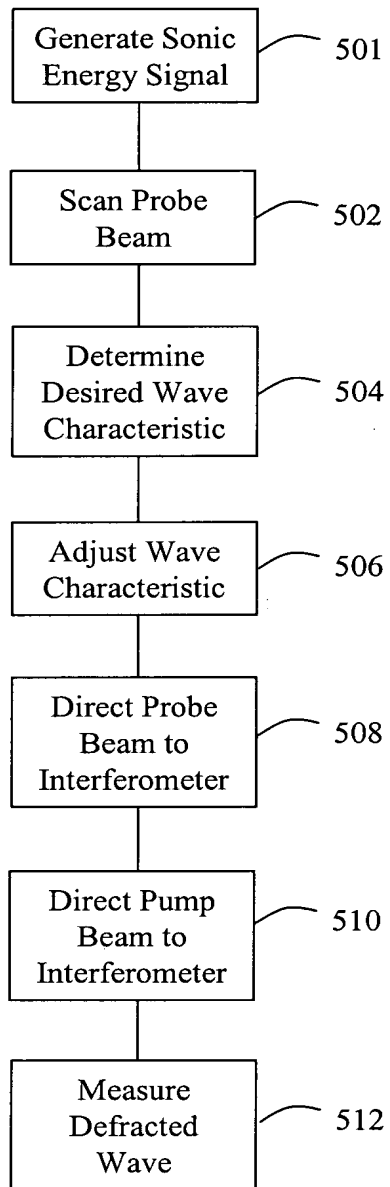 Generate Sonic
Energy Signal
501
Scan Probe
Beam
502
Determine
Desired Wave
Characteristic
504
Adjust Wave
Characteristic
506
Direct Probe
Beam to
Interferometer
508
Direct Pump
Beam to
Interferometer
510
Measure
Defracted
Wave
512